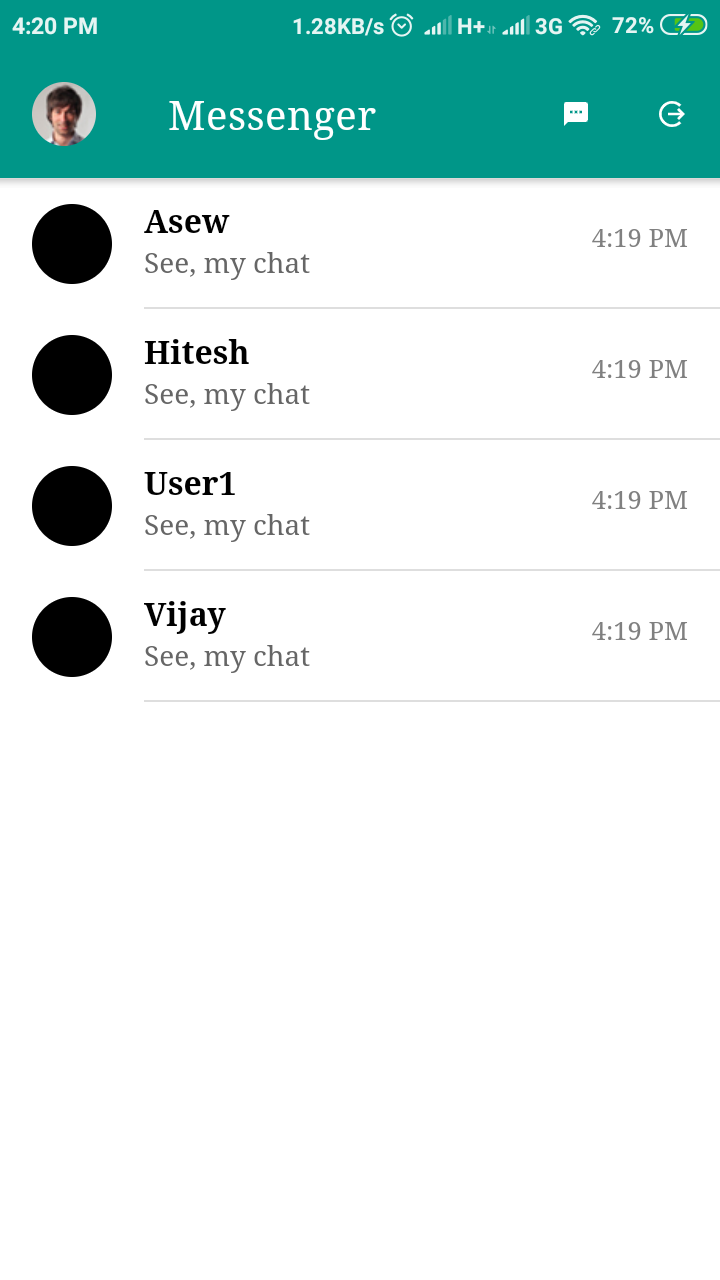 4:20 PM 1.28KB/s H+ 3G 72%
Messenger
Asew
See, my chat
4:19 PM
Hitesh
See, my chat
4:19 PM
User1
See, my chat
4:19 PM
Vijay
See, my chat
4:19 PM